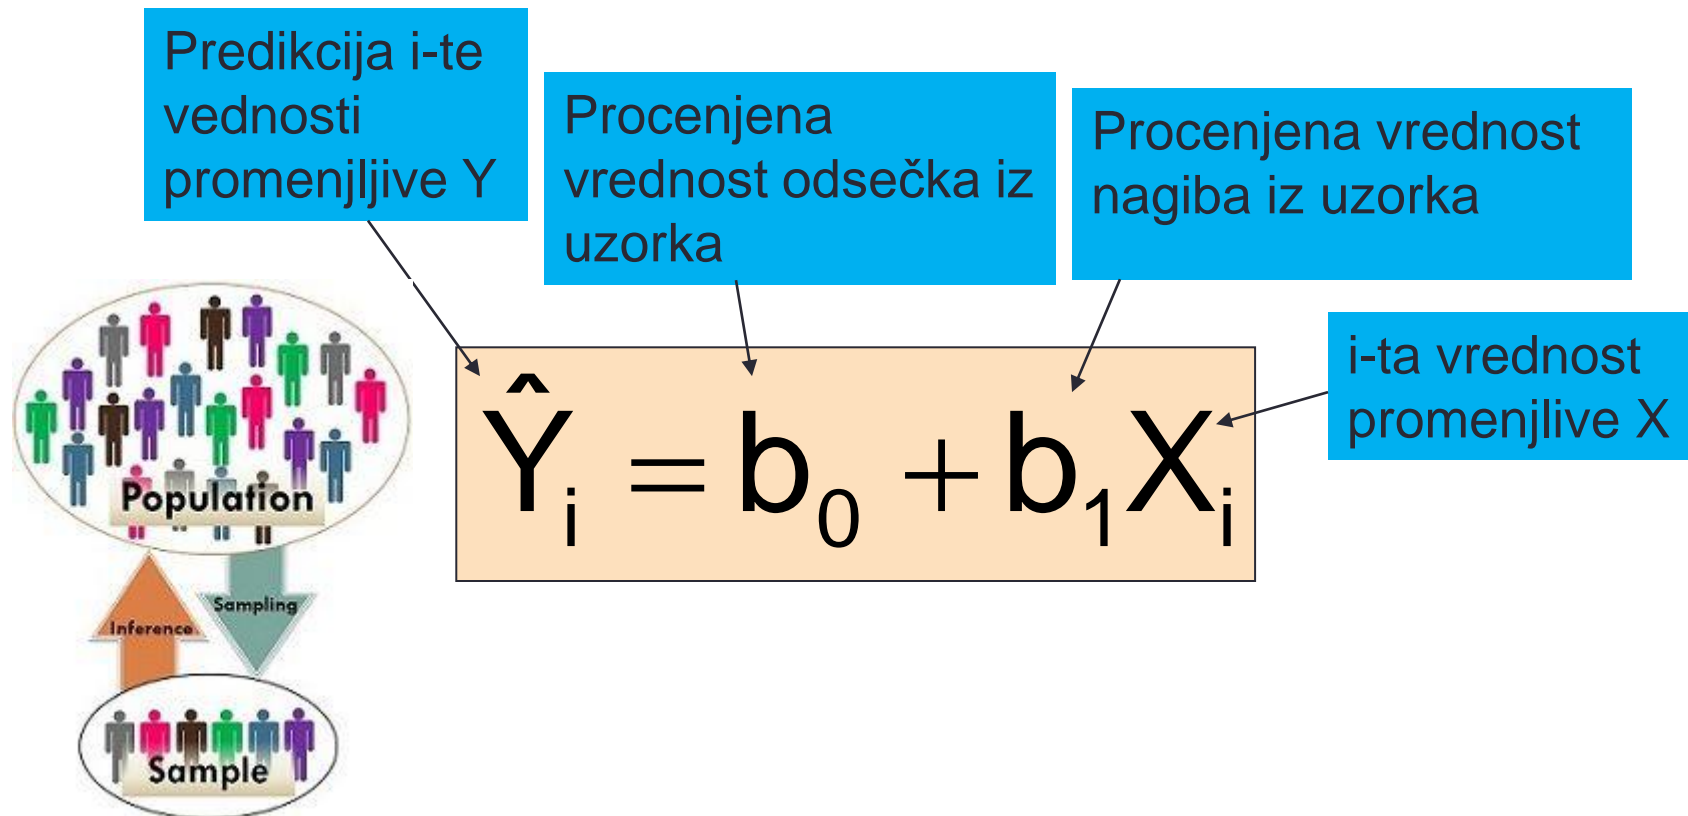 Predikcija i-te
vednosti
promenjljive Y
Procenjena
vrednost odsečka iz
uzorka
Procenjena vrednost
nagiba iz uzorka
i-ta vrednost
promenjlive X
Ŷi = b0 + b1Xi
Population
Sampling
Inference
Sample